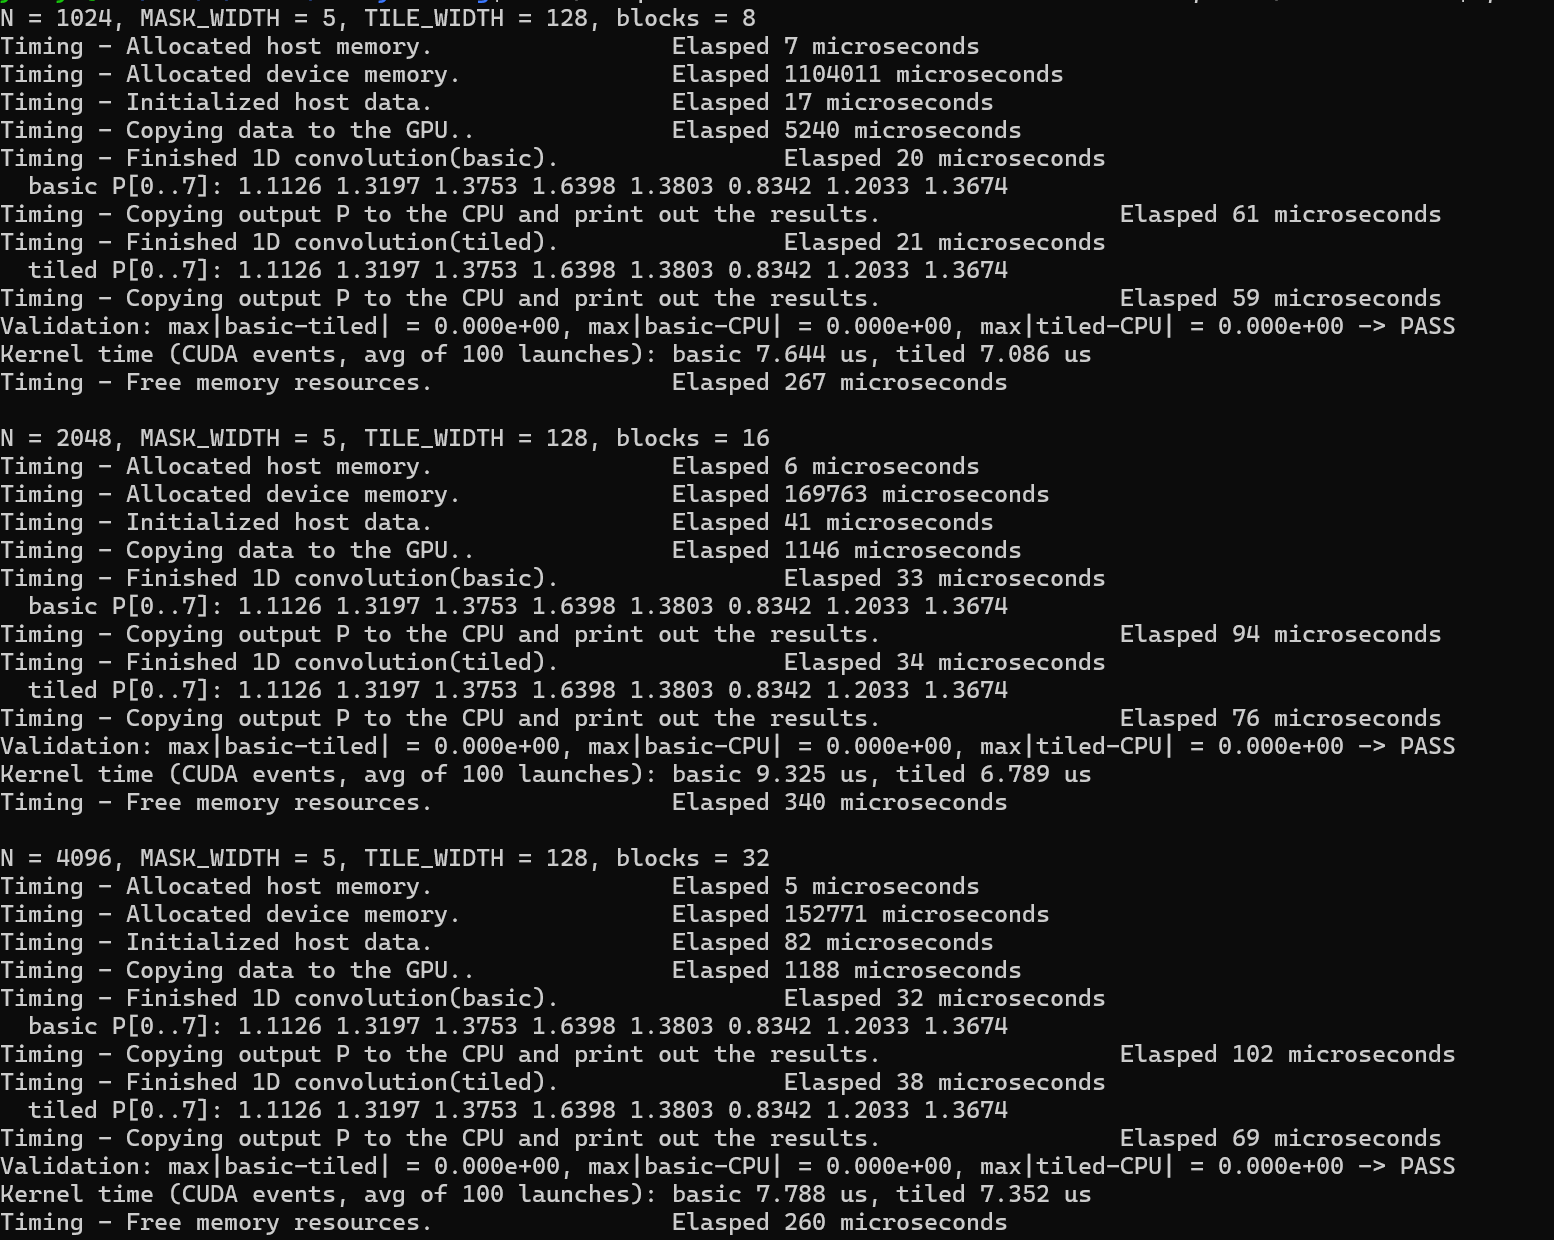 N = 1024, MASK_WIDTH = 5, TILE_WIDTH = 128, blocks = 8
Timing - Allocated host memory. Elasped 7 microseconds
Timing - Allocated device memory. Elasped 1104011 microseconds
Timing - Initialized host data. Elasped 17 microseconds
Timing - Copying data to the GPU.. Elasped 5240 microseconds
Timing - Finished 1D convolution(basic). Elasped 20 microseconds
basic P[0..7]: 1.1126 1.3197 1.3753 1.6398 1.3803 0.8342 1.2033 1.3674
Timing - Copying output P to the CPU and print out the results. Elasped 61 microseconds
Timing - Finished 1D convolution(tiled). Elasped 21 microseconds
tiled P[0..7]: 1.1126 1.3197 1.3753 1.6398 1.3803 0.8342 1.2033 1.3674
Timing - Copying output P to the CPU and print out the results. Elasped 59 microseconds
Validation: max|basic-tiled| = 0.000e+00, max|basic-CPU| = 0.000e+00, max|tiled-CPU| = 0.000e+00 -> PASS
Kernel time (CUDA events, avg of 100 launches): basic 7.644 us, tiled 7.086 us
Timing - Free memory resources. Elasped 267 microseconds
N = 2048, MASK_WIDTH = 5, TILE_WIDTH = 128, blocks = 16
Timing - Allocated host memory. Elasped 6 microseconds
Timing - Allocated device memory. Elasped 169763 microseconds
Timing - Initialized host data. Elasped 41 microseconds
Timing - Copying data to the GPU.. Elasped 1146 microseconds
Timing - Finished 1D convolution(basic). Elasped 33 microseconds
basic P[0..7]: 1.1126 1.3197 1.3753 1.6398 1.3803 0.8342 1.2033 1.3674
Timing - Copying output P to the CPU and print out the results. Elasped 94 microseconds
Timing - Finished 1D convolution(tiled). Elasped 34 microseconds
tiled P[0..7]: 1.1126 1.3197 1.3753 1.6398 1.3803 0.8342 1.2033 1.3674
Timing - Copying output P to the CPU and print out the results. Elasped 76 microseconds
Validation: max|basic-tiled| = 0.000e+00, max|basic-CPU| = 0.000e+00, max|tiled-CPU| = 0.000e+00 -> PASS
Kernel time (CUDA events, avg of 100 launches): basic 9.325 us, tiled 6.789 us
Timing - Free memory resources. Elasped 340 microseconds
N = 4096, MASK_WIDTH = 5, TILE_WIDTH = 128, blocks = 32
Timing - Allocated host memory. Elasped 5 microseconds
Timing - Allocated device memory. Elasped 152771 microseconds
Timing - Initialized host data. Elasped 82 microseconds
Timing - Copying data to the GPU.. Elasped 1188 microseconds
Timing - Finished 1D convolution(basic). Elasped 32 microseconds
basic P[0..7]: 1.1126 1.3197 1.3753 1.6398 1.3803 0.8342 1.2033 1.3674
Timing - Copying output P to the CPU and print out the results. Elasped 102 microseconds
Timing - Finished 1D convolution(tiled). Elasped 38 microseconds
tiled P[0..7]: 1.1126 1.3197 1.3753 1.6398 1.3803 0.8342 1.2033 1.3674
Timing - Copying output P to the CPU and print out the results. Elasped 69 microseconds
Validation: max|basic-tiled| = 0.000e+00, max|basic-CPU| = 0.000e+00, max|tiled-CPU| = 0.000e+00 -> PASS
Kernel time (CUDA events, avg of 100 launches): basic 7.788 us, tiled 7.352 us
Timing - Free memory resources. Elasped 260 microseconds